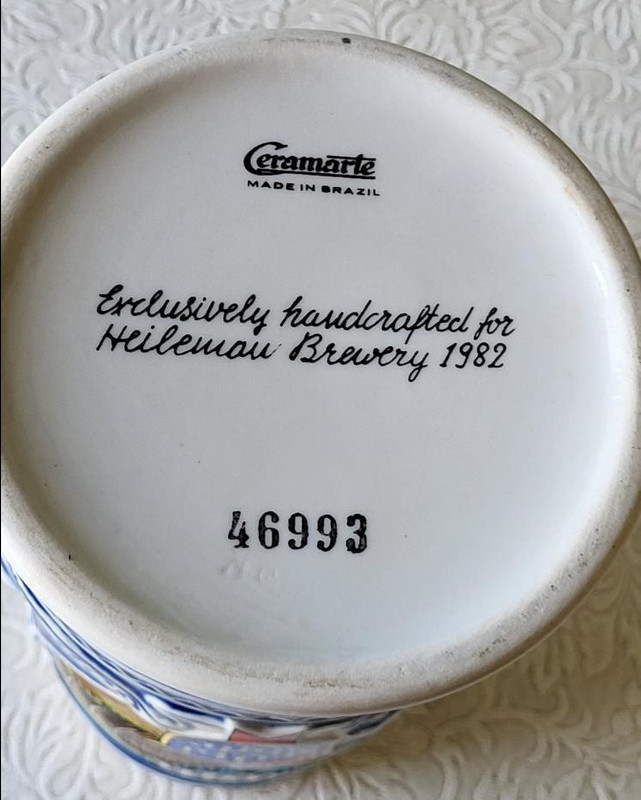 Ceramarte
MADE IN BRAZIL
Exclusively handcrafted for
Heileman Brewery 1982
46993